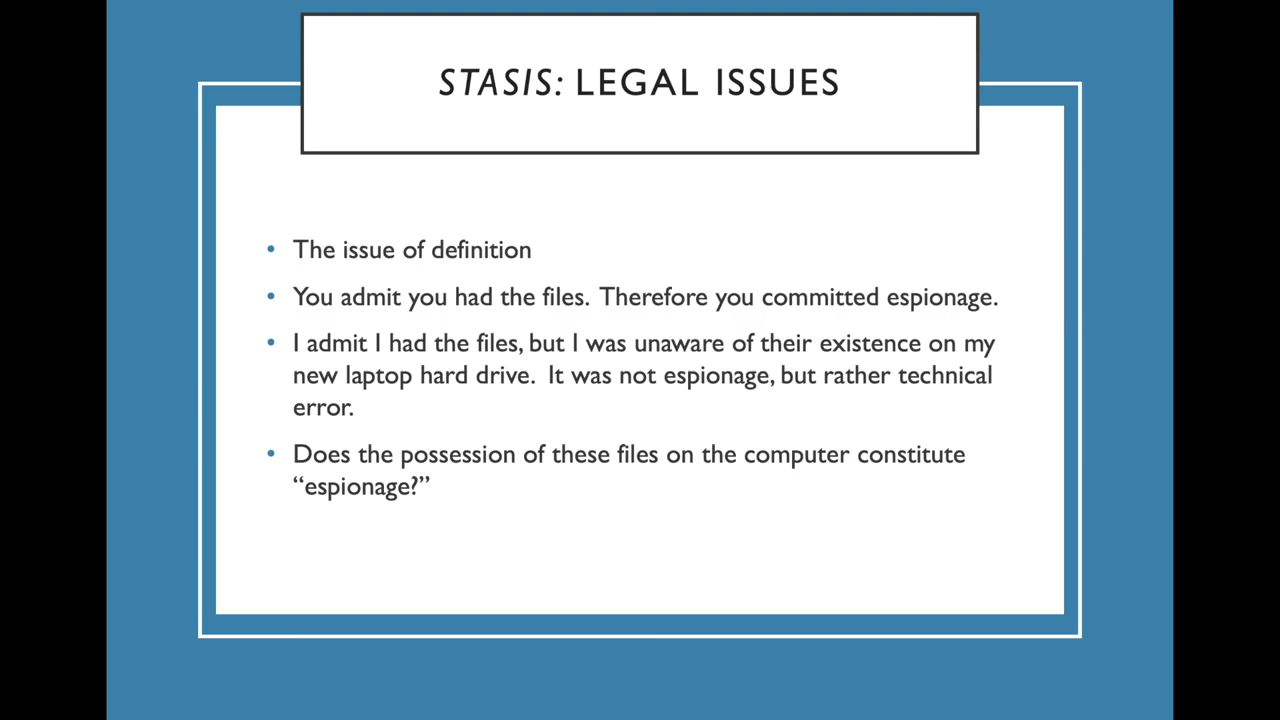 STASIS: LEGAL ISSUES
• The issue of definition
• You admit you had the files.  Therefore you committed espionage.
• I admit I had the files, but I was unaware of their existence on my
new laptop hard drive.  It was not espionage, but rather technical
error.
• Does the possession of these files on the computer constitute
“espionage?”